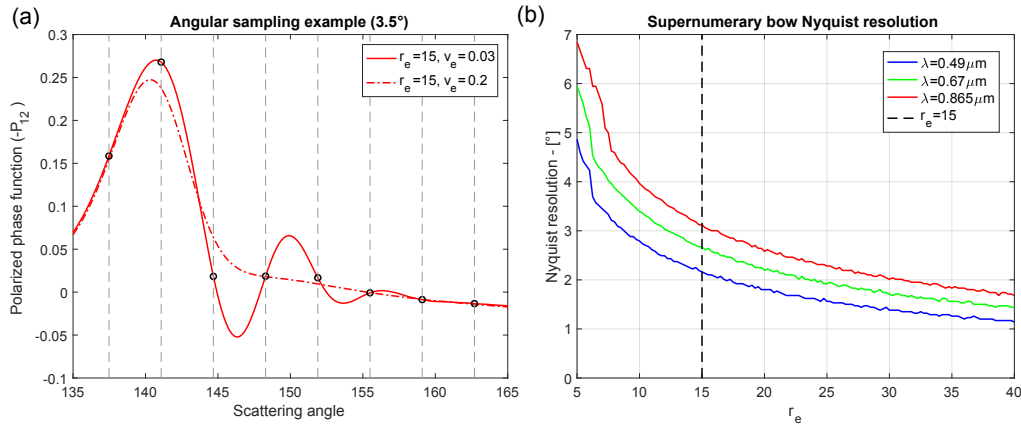 (a)
Angular sampling example (3.5°)
Polarized phase function (-P12)
0.3
0.25
0.2
0.15
0.1
0.05
0
-0.05
-0.1
135
140
145
150
155
160
165
Scattering angle
re=15, ve=0.03
re=15, ve=0.2
(b)
Supernumerary bow Nyquist resolution
Nyquist resolution - [°]
7
6
5
4
3
2
1
0
5
10
15
20
25
30
35
40
re
λ=0.49μm
λ=0.67μm
λ=0.865μm
re=15